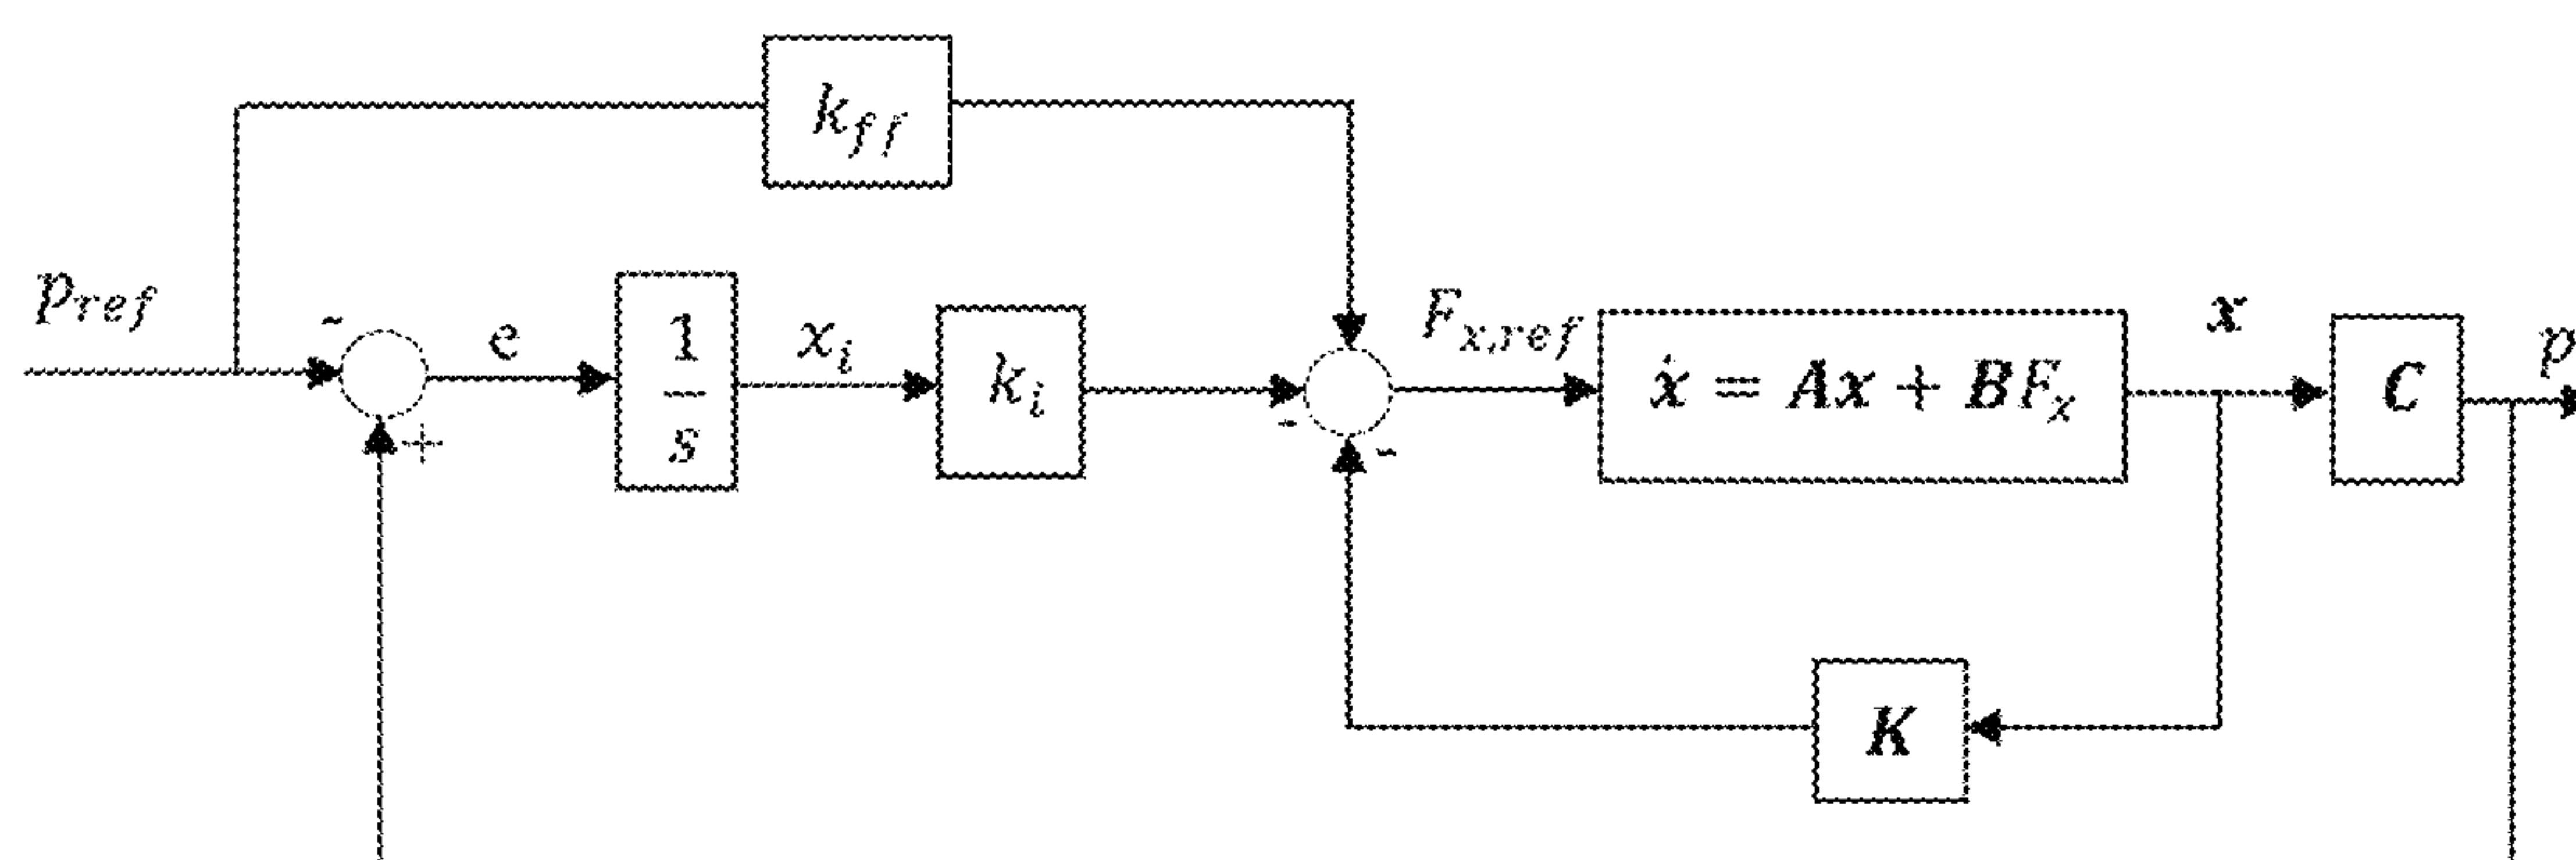 k_ff
p_ref
-
e
1/s
x_i
k_i
F_x,ref
ẋ = Ax + BF_x
x
C
p
+
-
-
K